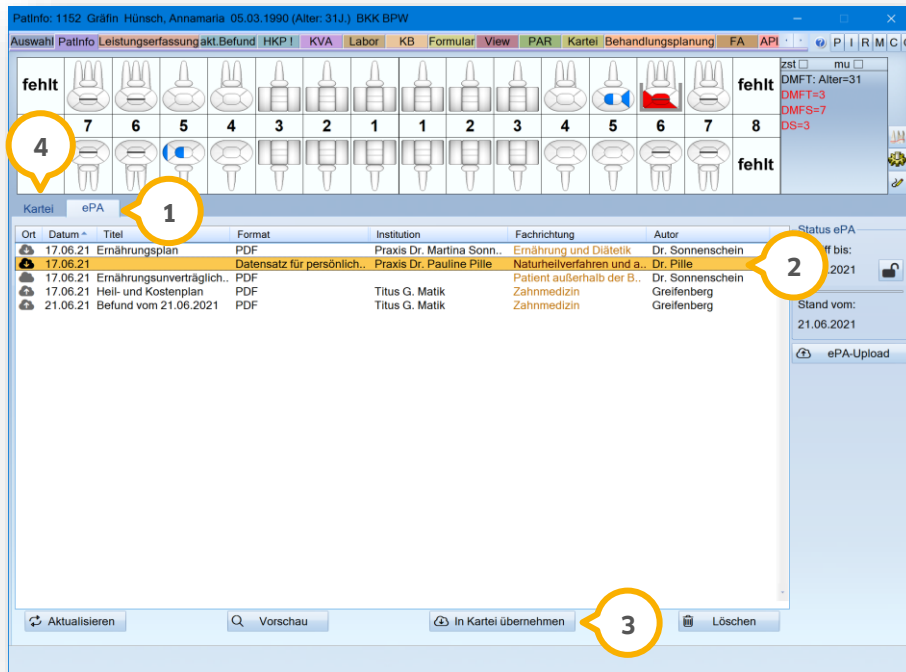 PatInfo: 1152 Gräfin Hünsch, Annamaria 05.03.1990 (Alter: 31J.) BKK BPW
Auswahl PatInfo Leistungserfassung akt.Befund HKP ! KVA Labor KB Formular View PAR Kartei Behandlungsplanung FA API P I R M C
zst mu
DMFT: Alter=31
DMFT=3
DMFS=7
DS=3
fehlt fehlt
7 6 5 4 3 2 1 1 2 3 4 5 6 7 8
fehlt
4
Kartei ePA
1
Ort Datum Titel Format Institution Fachrichtung Autor
17.06.21 Ernährungsplan PDF Praxis Dr. Martina Sonn.. Ernährung und Diätetik Dr. Sonnenschein
17.06.21 Datensatz für persönlich.. Praxis Dr. Pauline Pille Naturheilverfahren und a.. Dr. Pille
17.06.21 Ernährungsunverträglich.. PDF Patient außerhalb der B.. Dr. Sonnenschein
17.06.21 Heil- und Kostenplan PDF Titus G. Matik Zahnmedizin Greifenberg
21.06.21 Befund vom 21.06.2021 PDF Titus G. Matik Zahnmedizin Greifenberg
2
Status ePA
bis:
2021
Stand vom:
21.06.2021
ePA-Upload
Aktualisieren Vorschau In Kartei übernehmen 3 Löschen